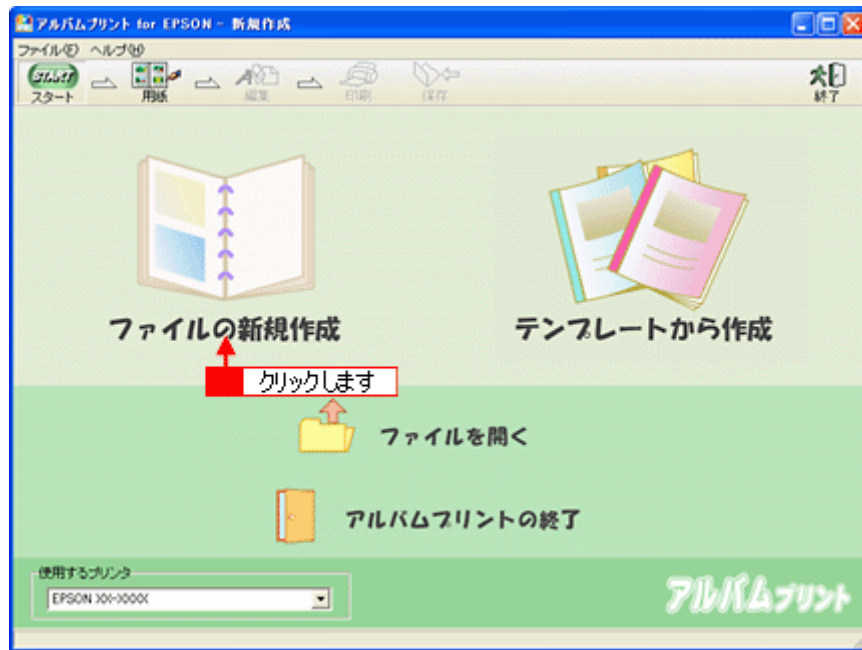 アルバムプリント for EPSON - 新規作成
ファイル(F) ヘルプ(H)
START
スタート 用紙 編集 印刷 保存 終了
ファイルの新規作成 テンプレートから作成
クリックします
ファイルを開く
アルバムプリントの終了
使用するプリンタ
EPSON XX-XXXX
アルバムプリント